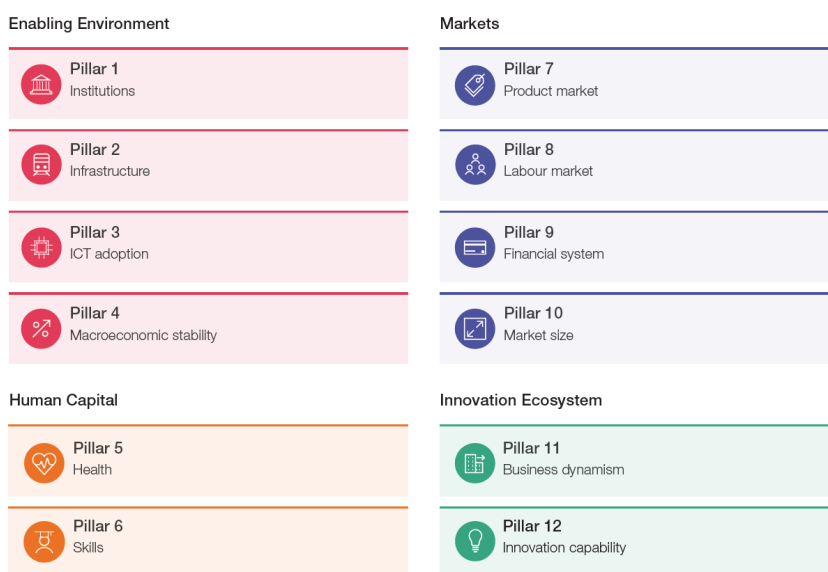 Enabling Environment
Pillar 1
Institutions
Pillar 2
Infrastructure
Pillar 3
ICT adoption
Pillar 4
Macroeconomic stability
Markets
Pillar 7
Product market
Pillar 8
Labour market
Pillar 9
Financial system
Pillar 10
Market size
Human Capital
Pillar 5
Health
Pillar 6
Skills
Innovation Ecosystem
Pillar 11
Business dynamism
Pillar 12
Innovation capability